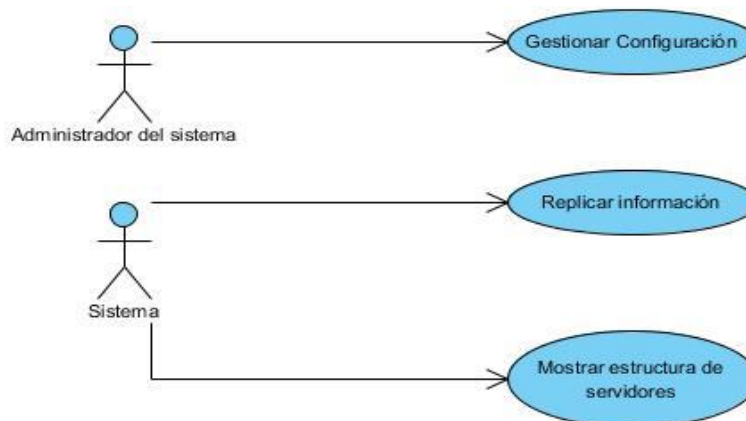 Gestionar Configuración
Administrador del sistema
Replicar información
Sistema
Mostrar estructura de
servidores